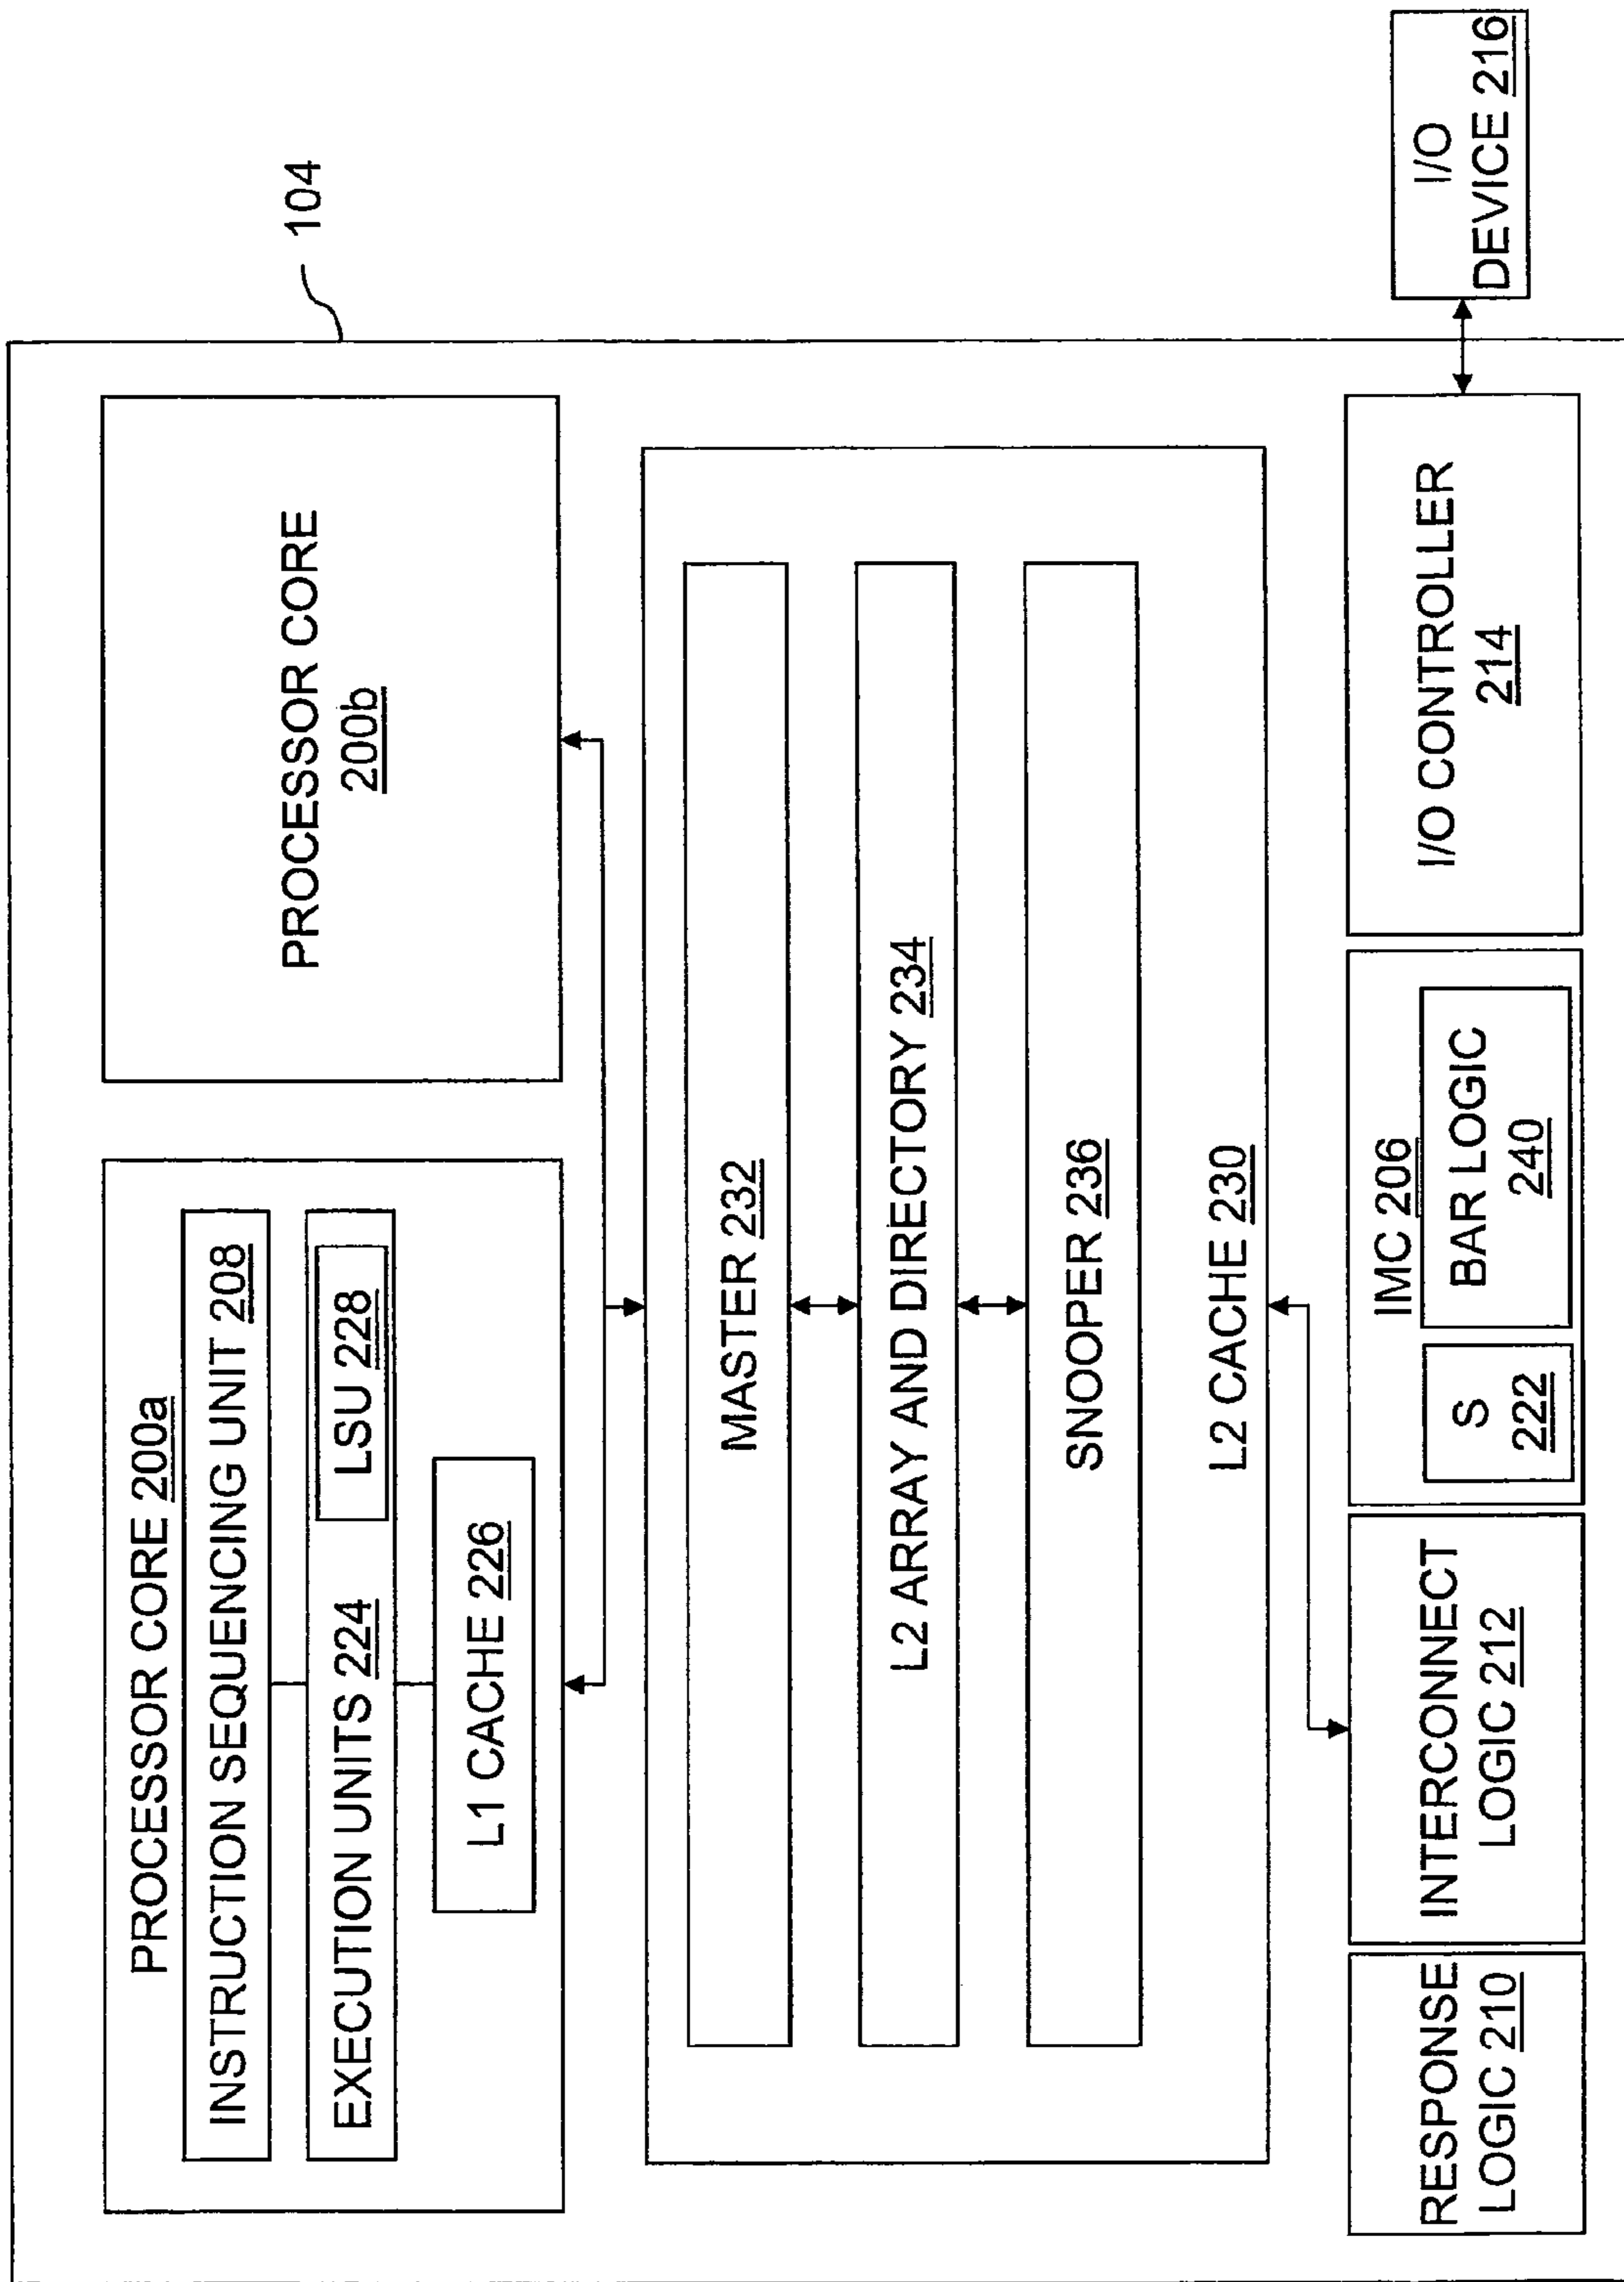 104
PROCESSOR CORE 200a
INSTRUCTION SEQUENCING UNIT 208
EXECUTION UNITS 224
LSU 228
L1 CACHE 226
PROCESSOR CORE
200b
MASTER 232
L2 ARRAY AND DIRECTORY 234
SNOOPER 236
L2 CACHE 230
RESPONSE
LOGIC 210
INTERCONNECT
LOGIC 212
IMC 206
S
222
BAR LOGIC
240
I/O CONTROLLER
214
I/O
DEVICE 216